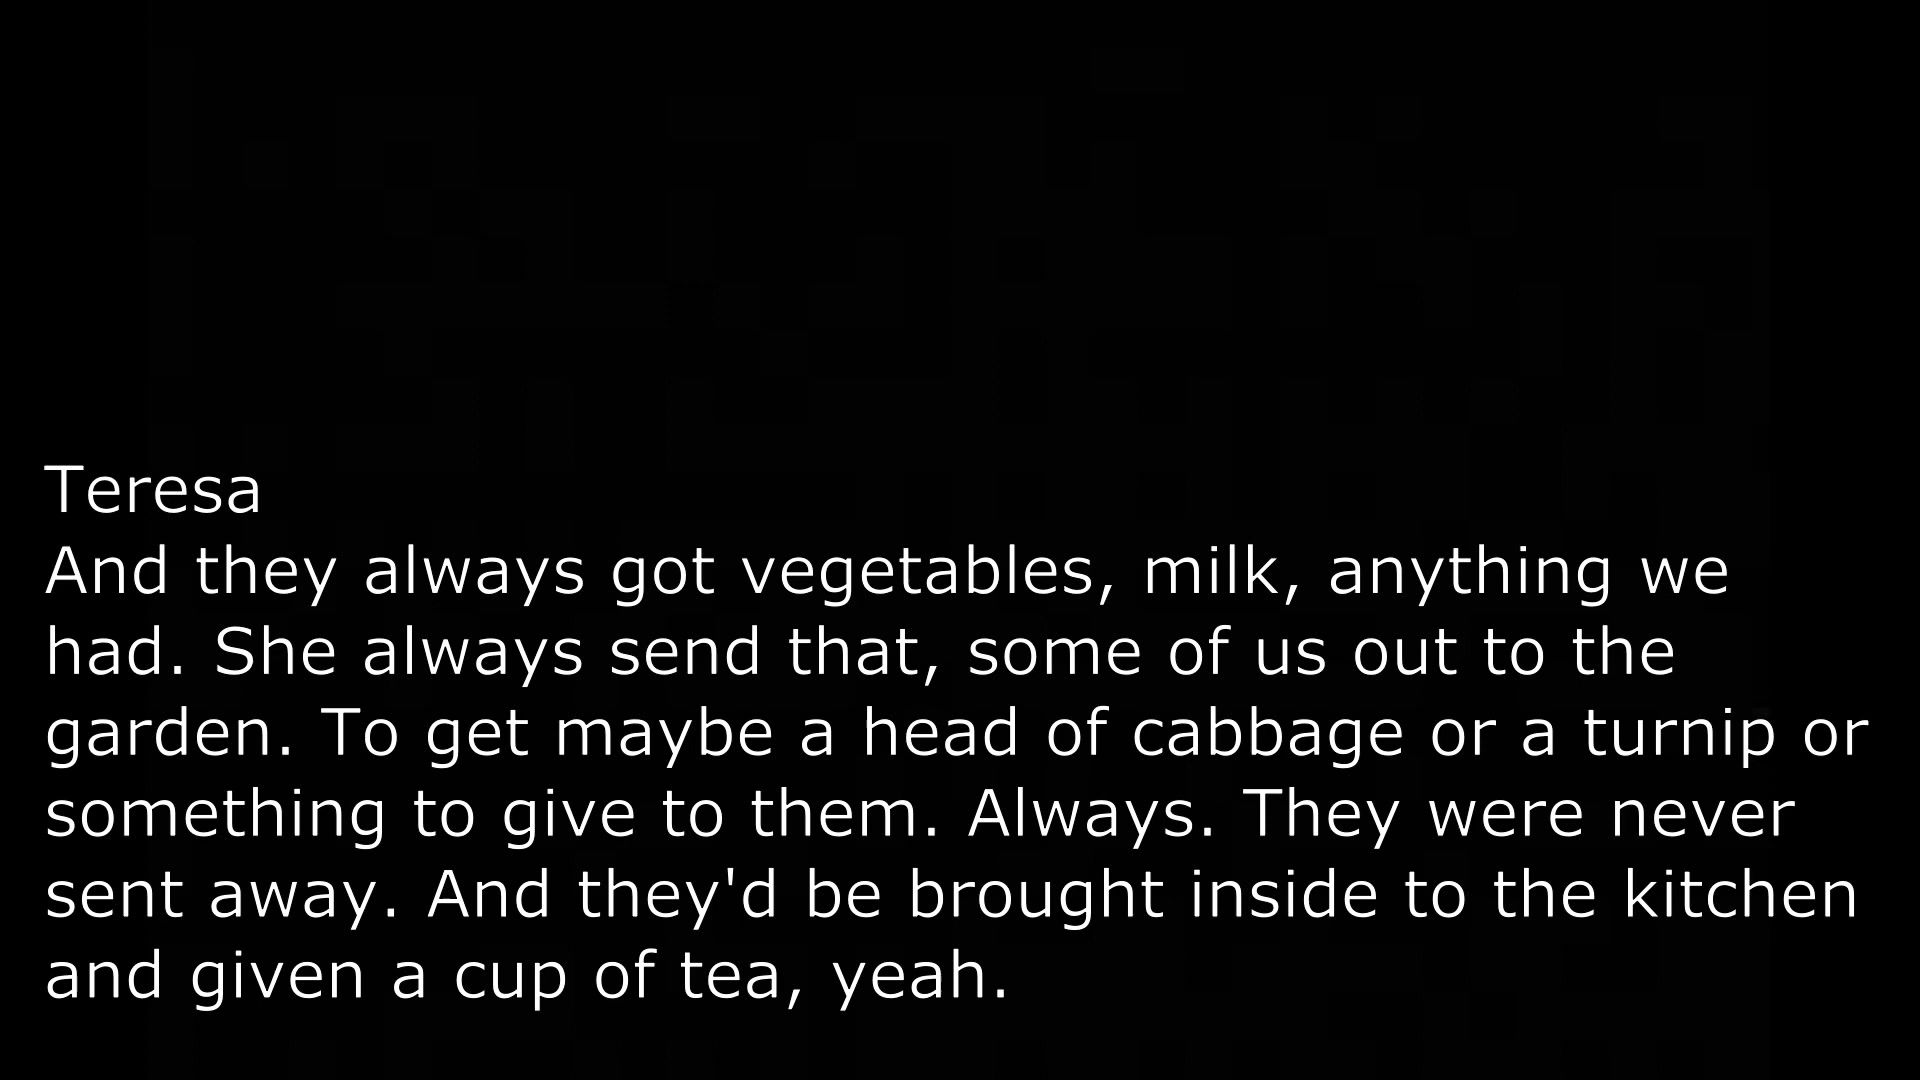 Teresa
And they always got vegetables, milk, anything we
had. She always send that, some of us out to the
garden. To get maybe a head of cabbage or a turnip or
something to give to them. Always. They were never
sent away. And they'd be brought inside to the kitchen
and given a cup of tea, yeah.